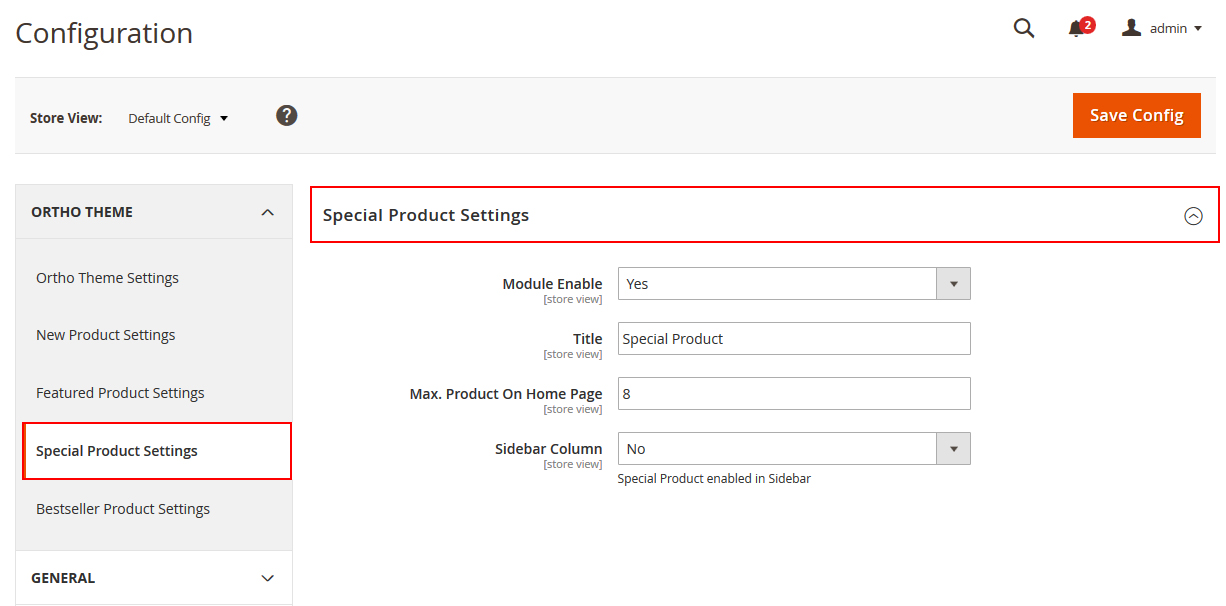 Configuration
2
admin
Store View:
Default Config
?
Save Config
ORTHO THEME
Ortho Theme Settings
New Product Settings
Featured Product Settings
Special Product Settings
Bestseller Product Settings
GENERAL
Special Product Settings
Module Enable
[store view]
Yes
Title
[store view]
Special Product
Max. Product On Home Page
[store view]
8
Sidebar Column
[store view]
No
Special Product enabled in Sidebar